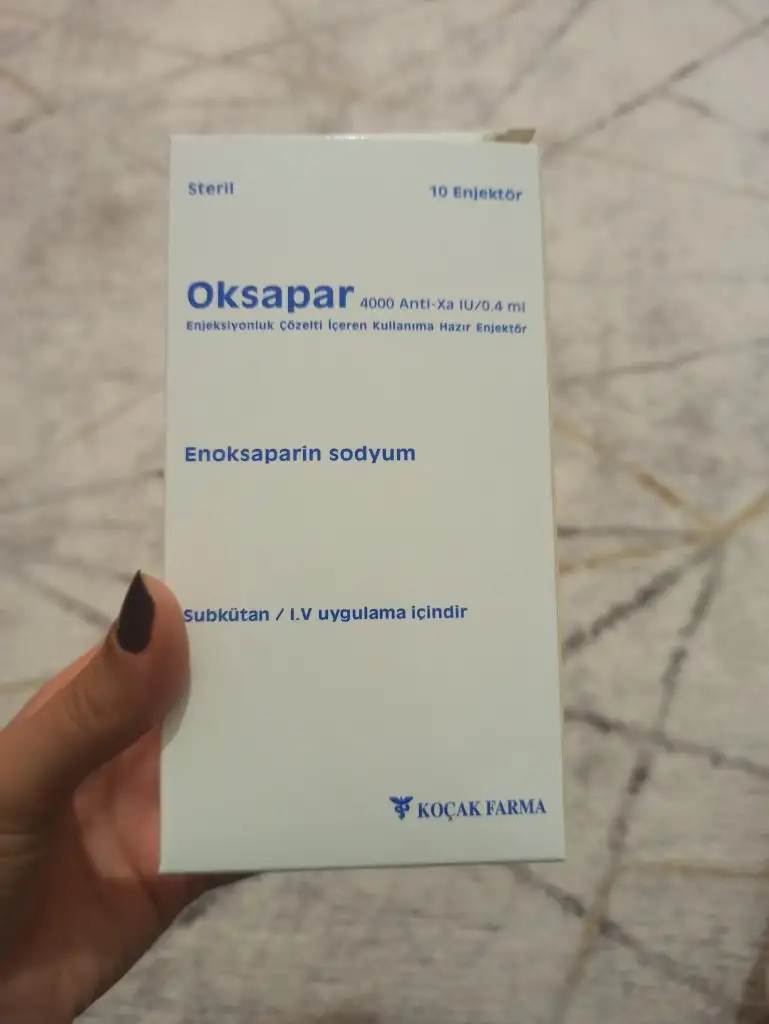 Steril
10 Enjektör
Oksapar 4000 Anti-Xa IU/0.4 ml
Enjeksiyonluk Çözelti İçeren Kullanıma Hazır Enjektör
Enoksaparin sodyum
Subkütan / I.V uygulama içindir
KOÇAK FARMA